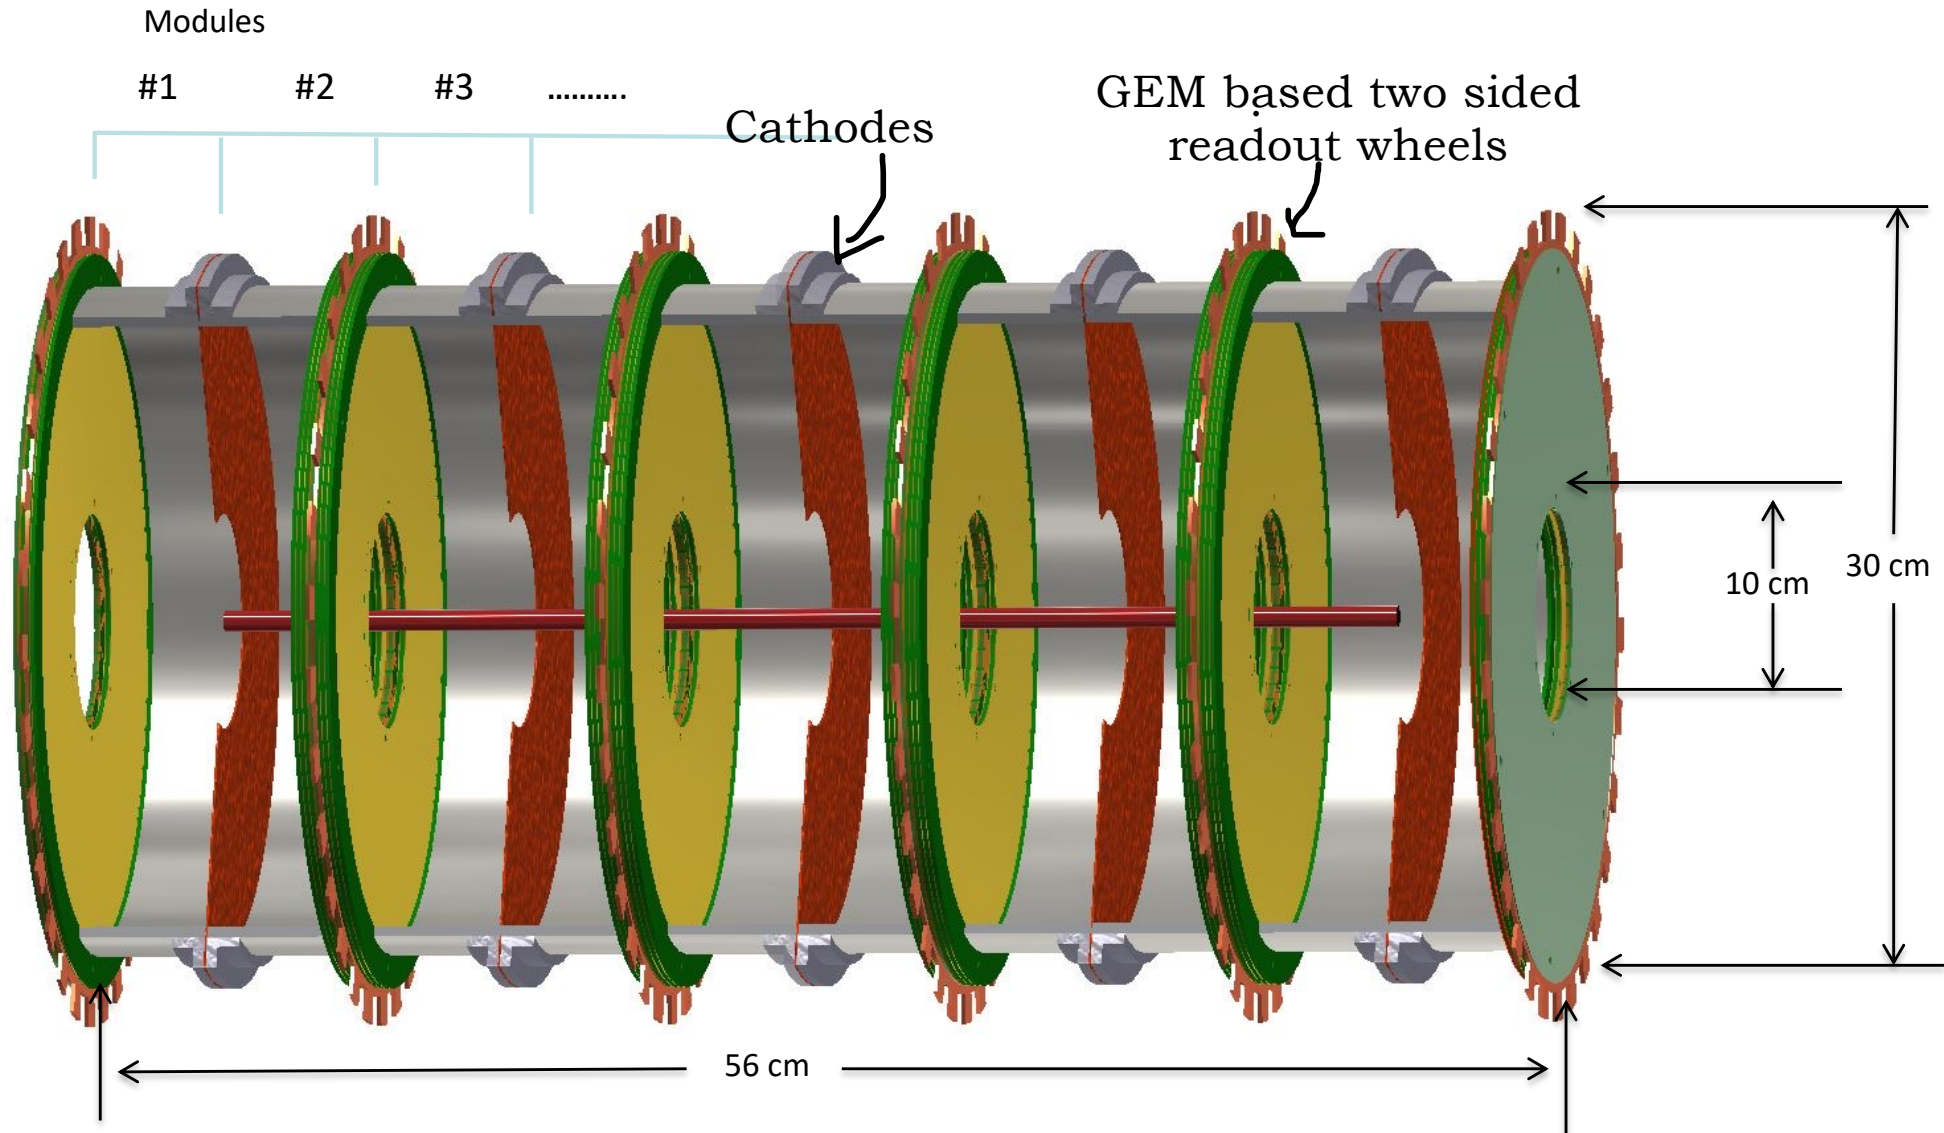 Modules
#1 #2 #3 ..........
Cathodes
GEM based two sided
readout wheels
10 cm
30 cm
56 cm